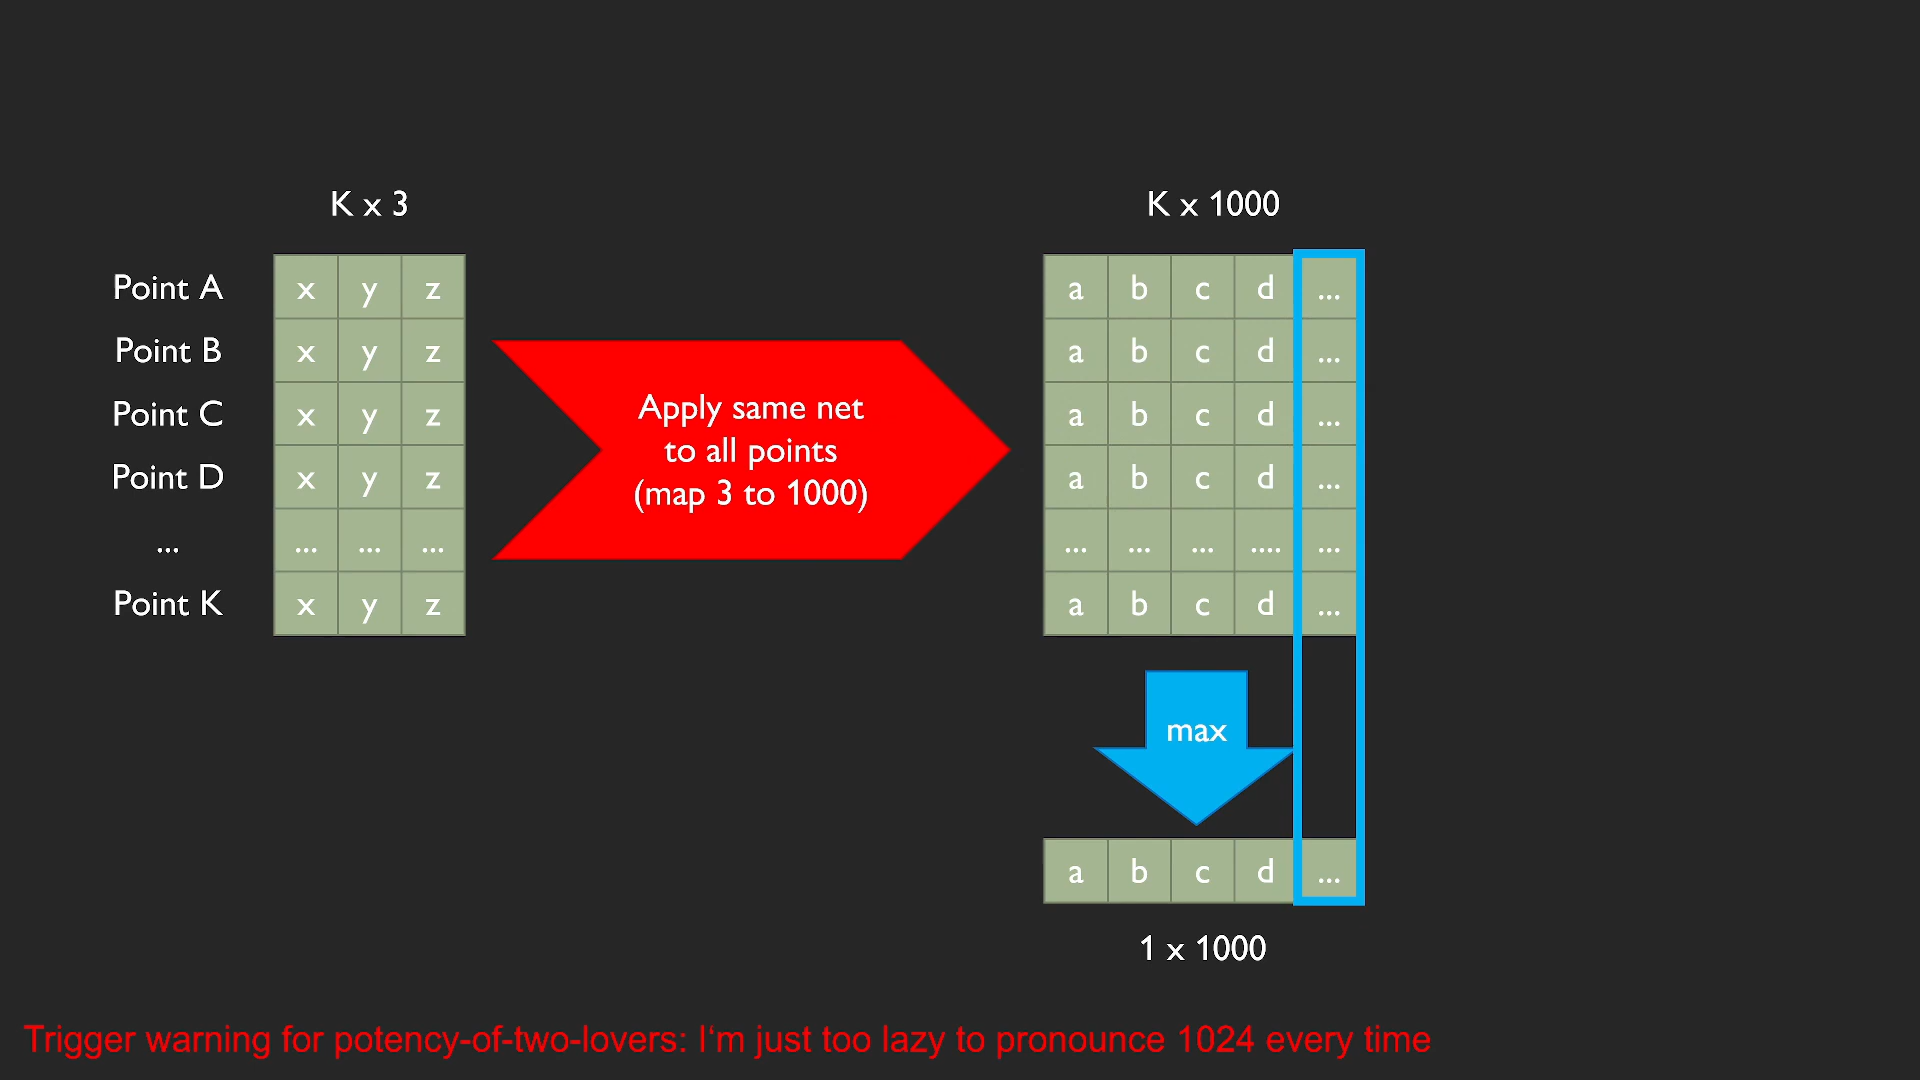 K x 3
K x 1000
Point A x y z a b c d ...
Point B x y z a b c d ...
Point C x y z a b c d ...
Point D x y z a b c d ...
... ... ... ... ... ... ... .... ...
Point K x y z a b c d ...
Apply same net
to all points
(map 3 to 1000)
max
a b c d ...
1 x 1000
Trigger warning for potency-of-two-lovers: I‘m just too lazy to pronounce 1024 every time